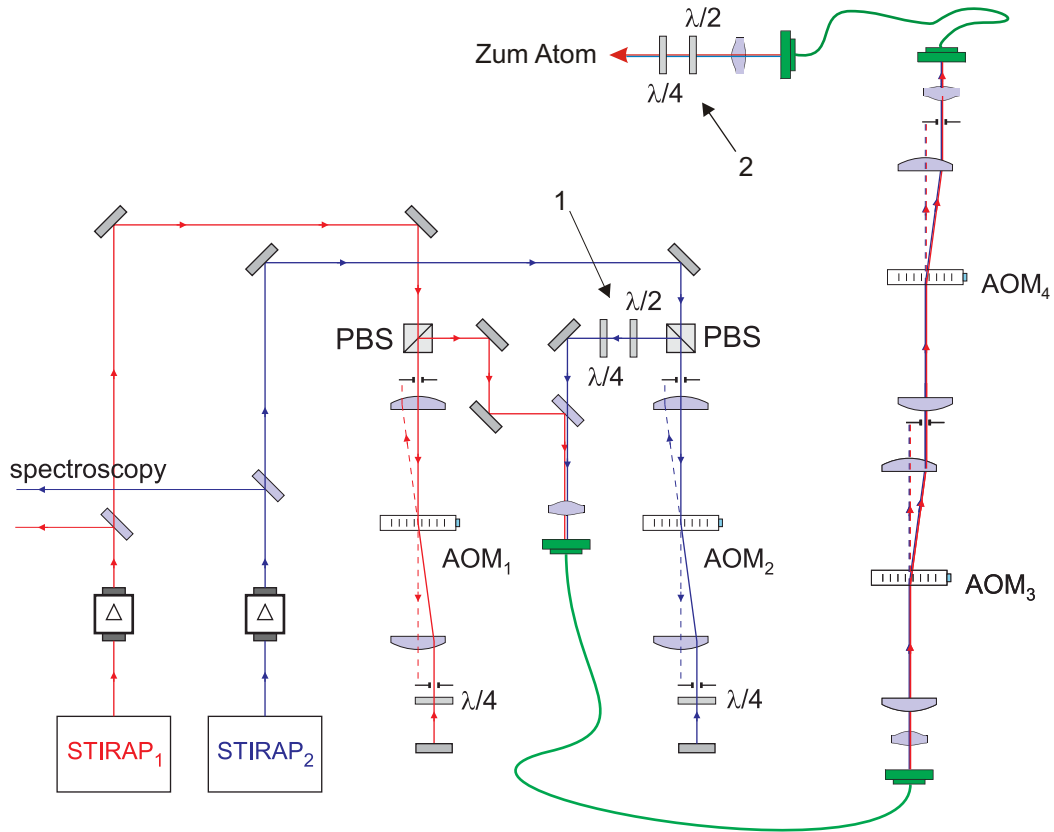 λ/2
Zum Atom
λ/4
2
1
AOM₄
λ/2
PBS
PBS
λ/4
spectroscopy
AOM₁
AOM₂
AOM₃
λ/4
λ/4
STIRAP₁
STIRAP₂